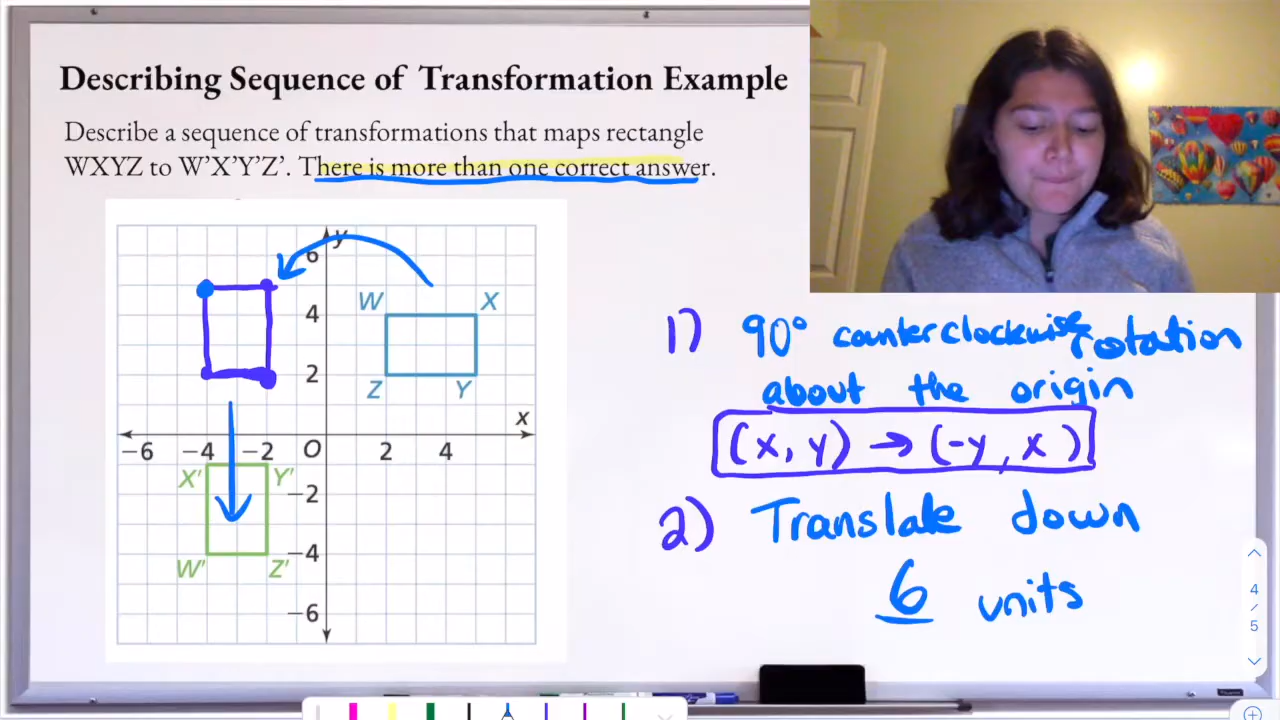 Describing Sequence of Transformation Example
Describe a sequence of transformations that maps rectangle
WXYZ to W’X’Y’Z’. There is more than one correct answer.
y
6
4
2
W
X
Z
Y
x
−6
−4
−2
O
2
4
X'
Y'
−2
−4
W'
Z'
−6
1) 90° counterclockwise rotation
about the origin
(x, y) → (-y, x)
2) Translate down
6 units
4
/
5